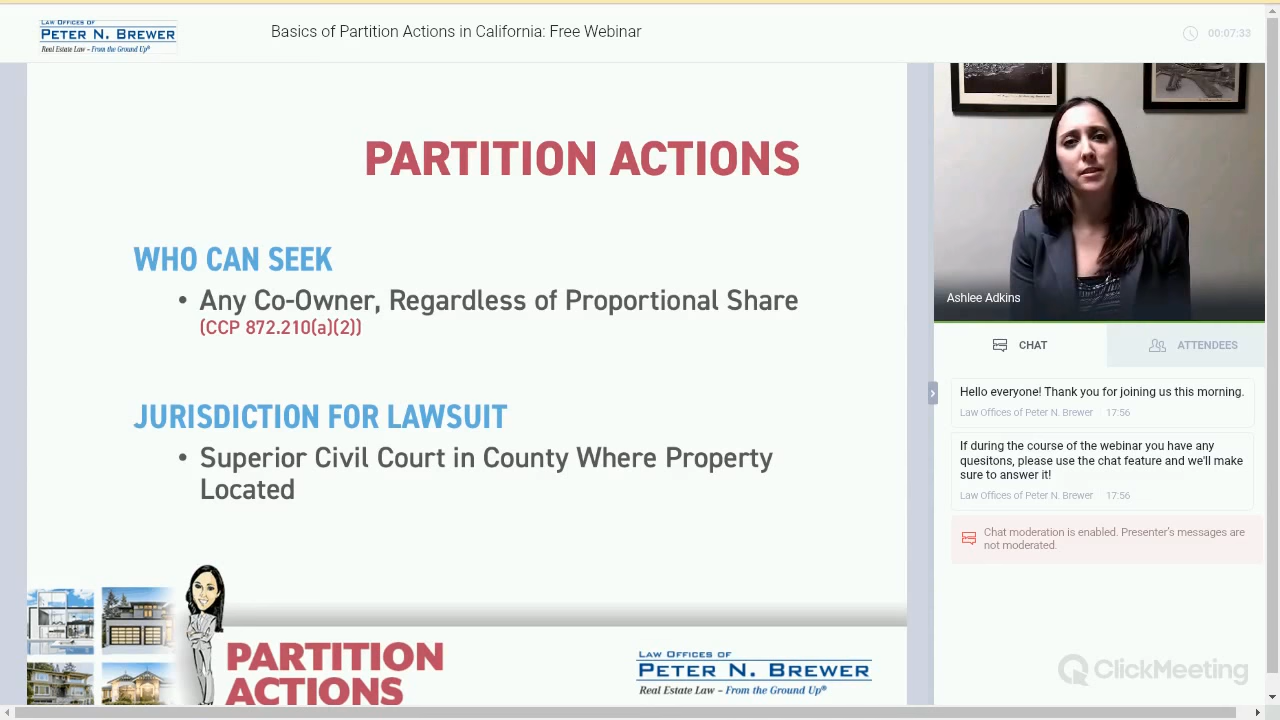 LAW OFFICES OF
PETER N. BREWER
Real Estate Law – From the Ground Up®
Basics of Partition Actions in California: Free Webinar
00:07:33
PARTITION ACTIONS
WHO CAN SEEK
• Any Co-Owner, Regardless of Proportional Share
(CCP 872.210(a)(2))
JURISDICTION FOR LAWSUIT
• Superior Civil Court in County Where Property
Located
PARTITION
ACTIONS
LAW OFFICES OF
PETER N. BREWER
Real Estate Law – From the Ground Up®
Ashlee Adkins
CHAT
ATTENDEES
Hello everyone! Thank you for joining us this morning.
Law Offices of Peter N. Brewer 17:56
If during the course of the webinar you have any
quesitons, please use the chat feature and we'll make
sure to answer it!
Law Offices of Peter N. Brewer 17:56
Chat moderation is enabled. Presenter's messages are
not moderated.
ClickMeeting